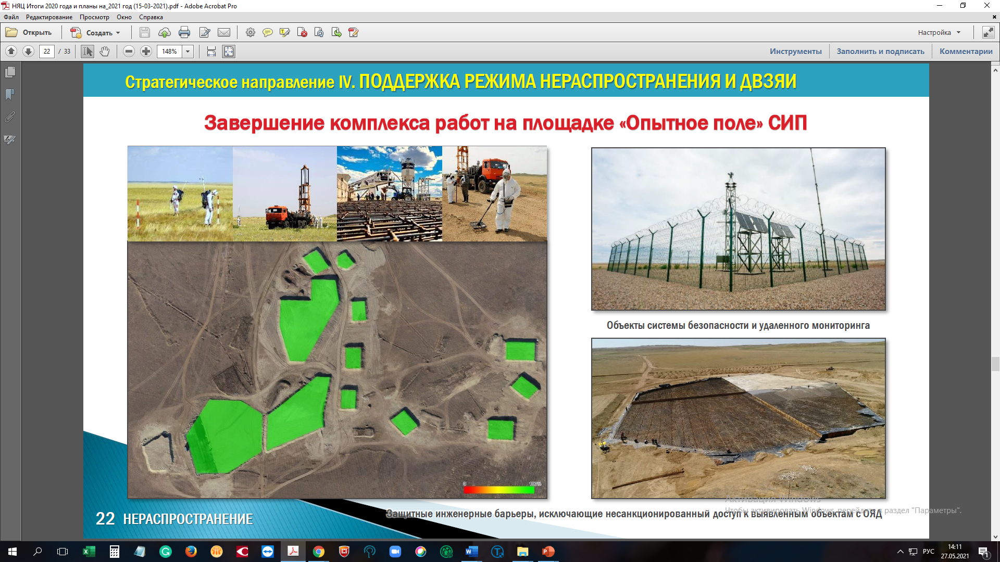 НЯЦ Итоги 2020 года и планы на_2021 год (15-03-2021).pdf - Adobe Acrobat Pro
Файл Редактирование Просмотр Окно Справка
Открыть Создать Настройка
22 / 33 148% Инструменты Заполнить и подписать Комментарии
Стратегическое направление IV. ПОДДЕРЖКА РЕЖИМА НЕРАСПРОСТРАНЕНИЯ И ДВЗЯИ
Завершение комплекса работ на площадке «Опытное поле» СИП
Объекты системы безопасности и удаленного мониторинга
0 100%
Активация Windows
Чтобы активировать Windows, перейдите в раздел "Параметры".
Защитные инженерные барьеры, исключающие несанкционированный доступ к выявленным объектам с ОЯД
22 НЕРАСПРОСТРАНЕНИЕ
РУС 14:11
27.05.2021 1